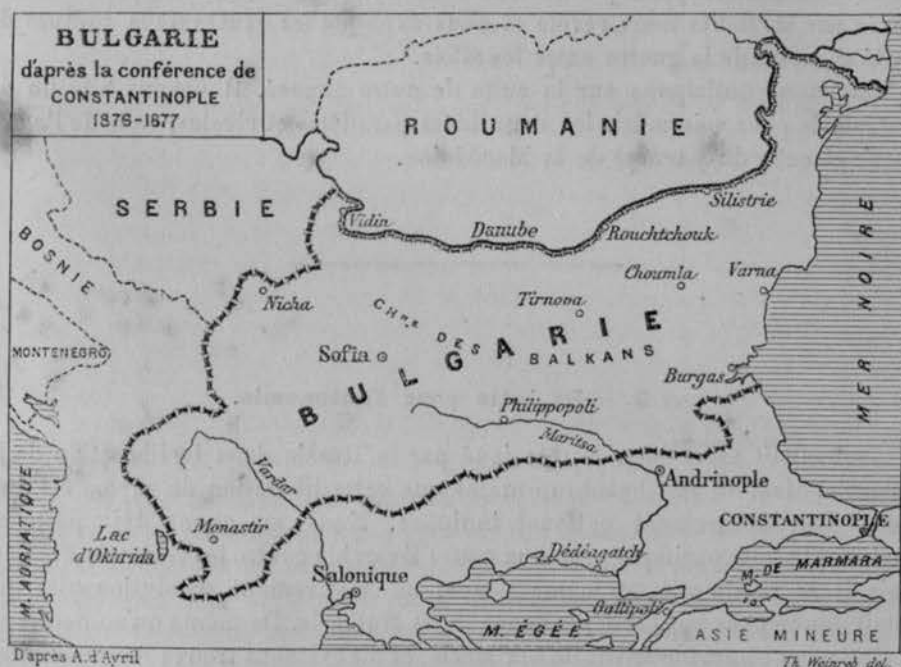 BULGARIE
d'après la conférence de
CONSTANTINOPLE
1876-1877
ROUMANIE
SERBIE
BOSNIE
MONTENEGRO
Vidin
Danube
Silistrie
Rouchtchouk
Choumla
Varna
Nicha
Tirnova
Chne DES BALKANS
Sofia
BULGARIE
Burgas
Philippopoli
Maritsa
MER NOIRE
Andrinople
Vardar
Monastir
Lac
d'Okhrida
Salonique
Dédéagatch
CONSTANTINOPLE
M. DE MARMARA
Gallipoli
M. ÉGÉE
ASIE MINEURE
M. ADRIATIQUE
D'après A. d'Avril
Th. Weinreb del.